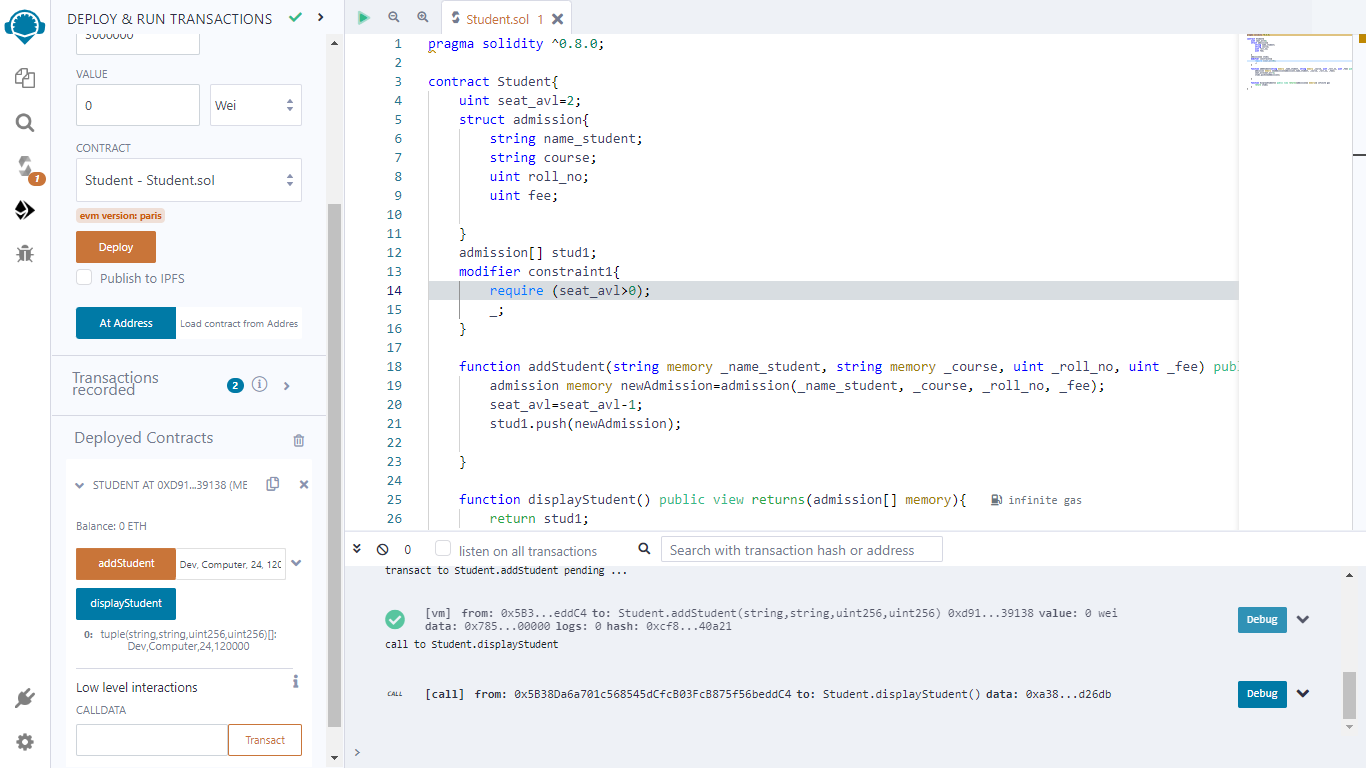 DEPLOY & RUN TRANSACTIONS
3000000
VALUE
0
Wei
CONTRACT
Student - Student.sol
evm version: paris
Deploy
Publish to IPFS
At Address
Load contract from Addres
Transactions
recorded
2
Deployed Contracts
STUDENT AT 0XD91...39138 (ME
Balance: 0 ETH
addStudent
Dev, Computer, 24, 120
displayStudent
0: tuple(string,string,uint256,uint256)[]:
Dev,Computer,24,120000
Low level interactions
CALLDATA
Transact
1
Student.sol 1
1 pragma solidity ^0.8.0;
2
3 contract Student{
4 uint seat_avl=2;
5 struct admission{
6 string name_student;
7 string course;
8 uint roll_no;
9 uint fee;
10
11 }
12 admission[] stud1;
13 modifier constraint1{
14 require (seat_avl>0);
15 _;
16 }
17
18 function addStudent(string memory _name_student, string memory _course, uint _roll_no, uint _fee) pub
19 admission memory newAdmission=admission(_name_student, _course, _roll_no, _fee);
20 seat_avl=seat_avl-1;
21 stud1.push(newAdmission);
22
23 }
24
25 function displayStudent() public view returns(admission[] memory){ infinite gas
26 return stud1;
0
listen on all transactions
Search with transaction hash or address
transact to Student.addStudent pending ...
[vm] from: 0x5B3...eddC4 to: Student.addStudent(string,string,uint256,uint256) 0xd91...39138 value: 0 wei
data: 0x785...00000 logs: 0 hash: 0xcf8...40a21
Debug
call to Student.displayStudent
CALL [call] from: 0x5B38Da6a701c568545dCfcB03FcB875f56beddC4 to: Student.displayStudent() data: 0xa38...d26db
Debug
>